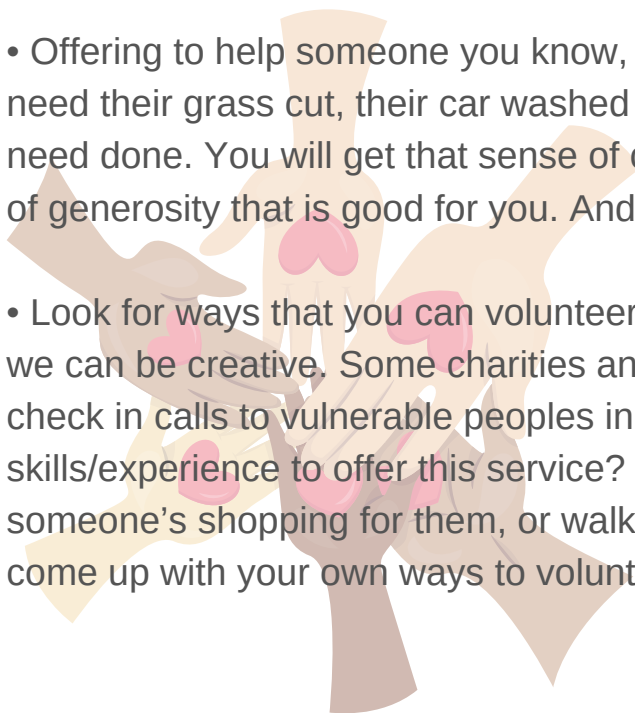 • Offering to help someone you know,
need their grass cut, their car washed
need done. You will get that sense of
of generosity that is good for you. And
• Look for ways that you can volunteer
we can be creative. Some charities an
check in calls to vulnerable peoples in
skills/experience to offer this service?
someone’s shopping for them, or walk
come up with your own ways to volunt